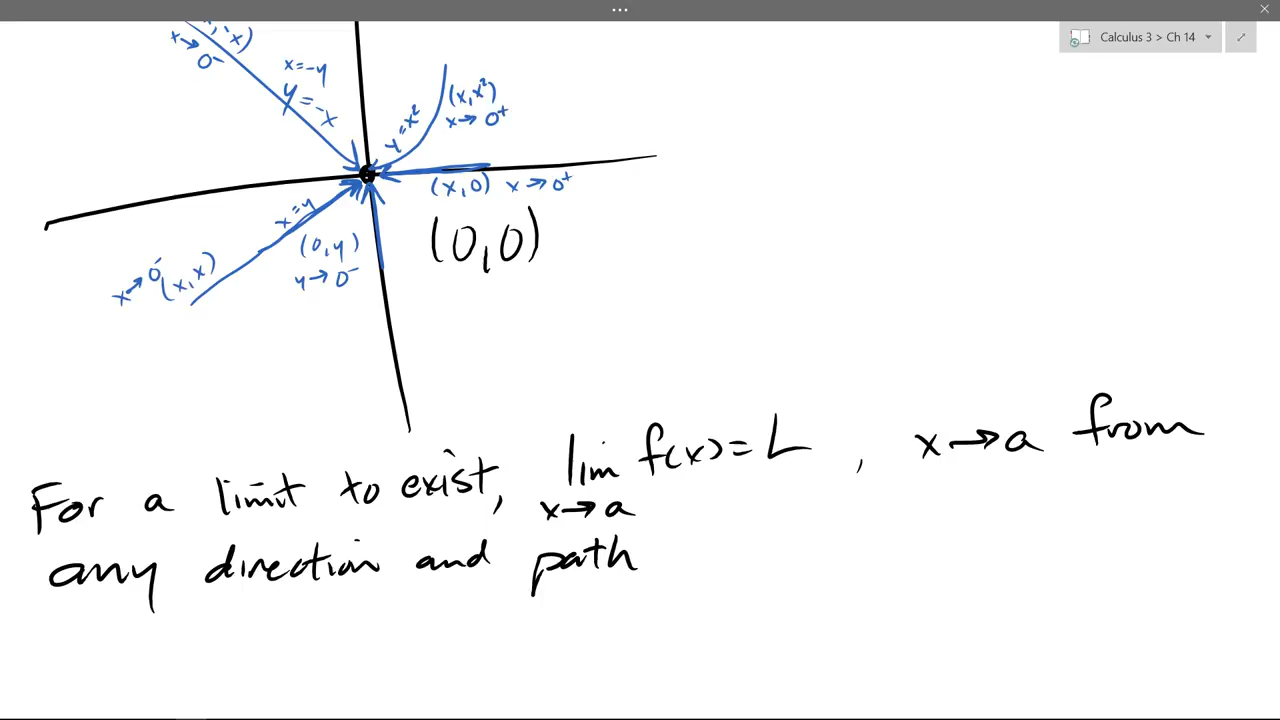 Calculus 3 > Ch 14
x→0⁻
x=-y
y=-x
y=x²
(x,x²)
x→0⁺
(x,0) x→0⁺
x=y
(0,y)
y→0⁻
x→0⁻ (x,x)
(0,0)
For a limit to exist, lim f(x)=L , x→a from
x→a
any direction and path